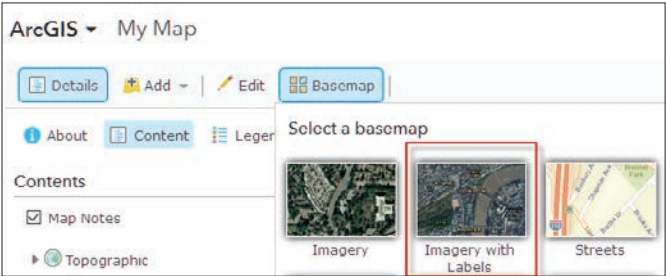 ArcGIS ▾ My Map
Details Add ▾ Edit Basemap
About Content Leger
Select a basemap
Contents
Map Notes
Topographic
Imagery
Imagery with
Labels
Streets